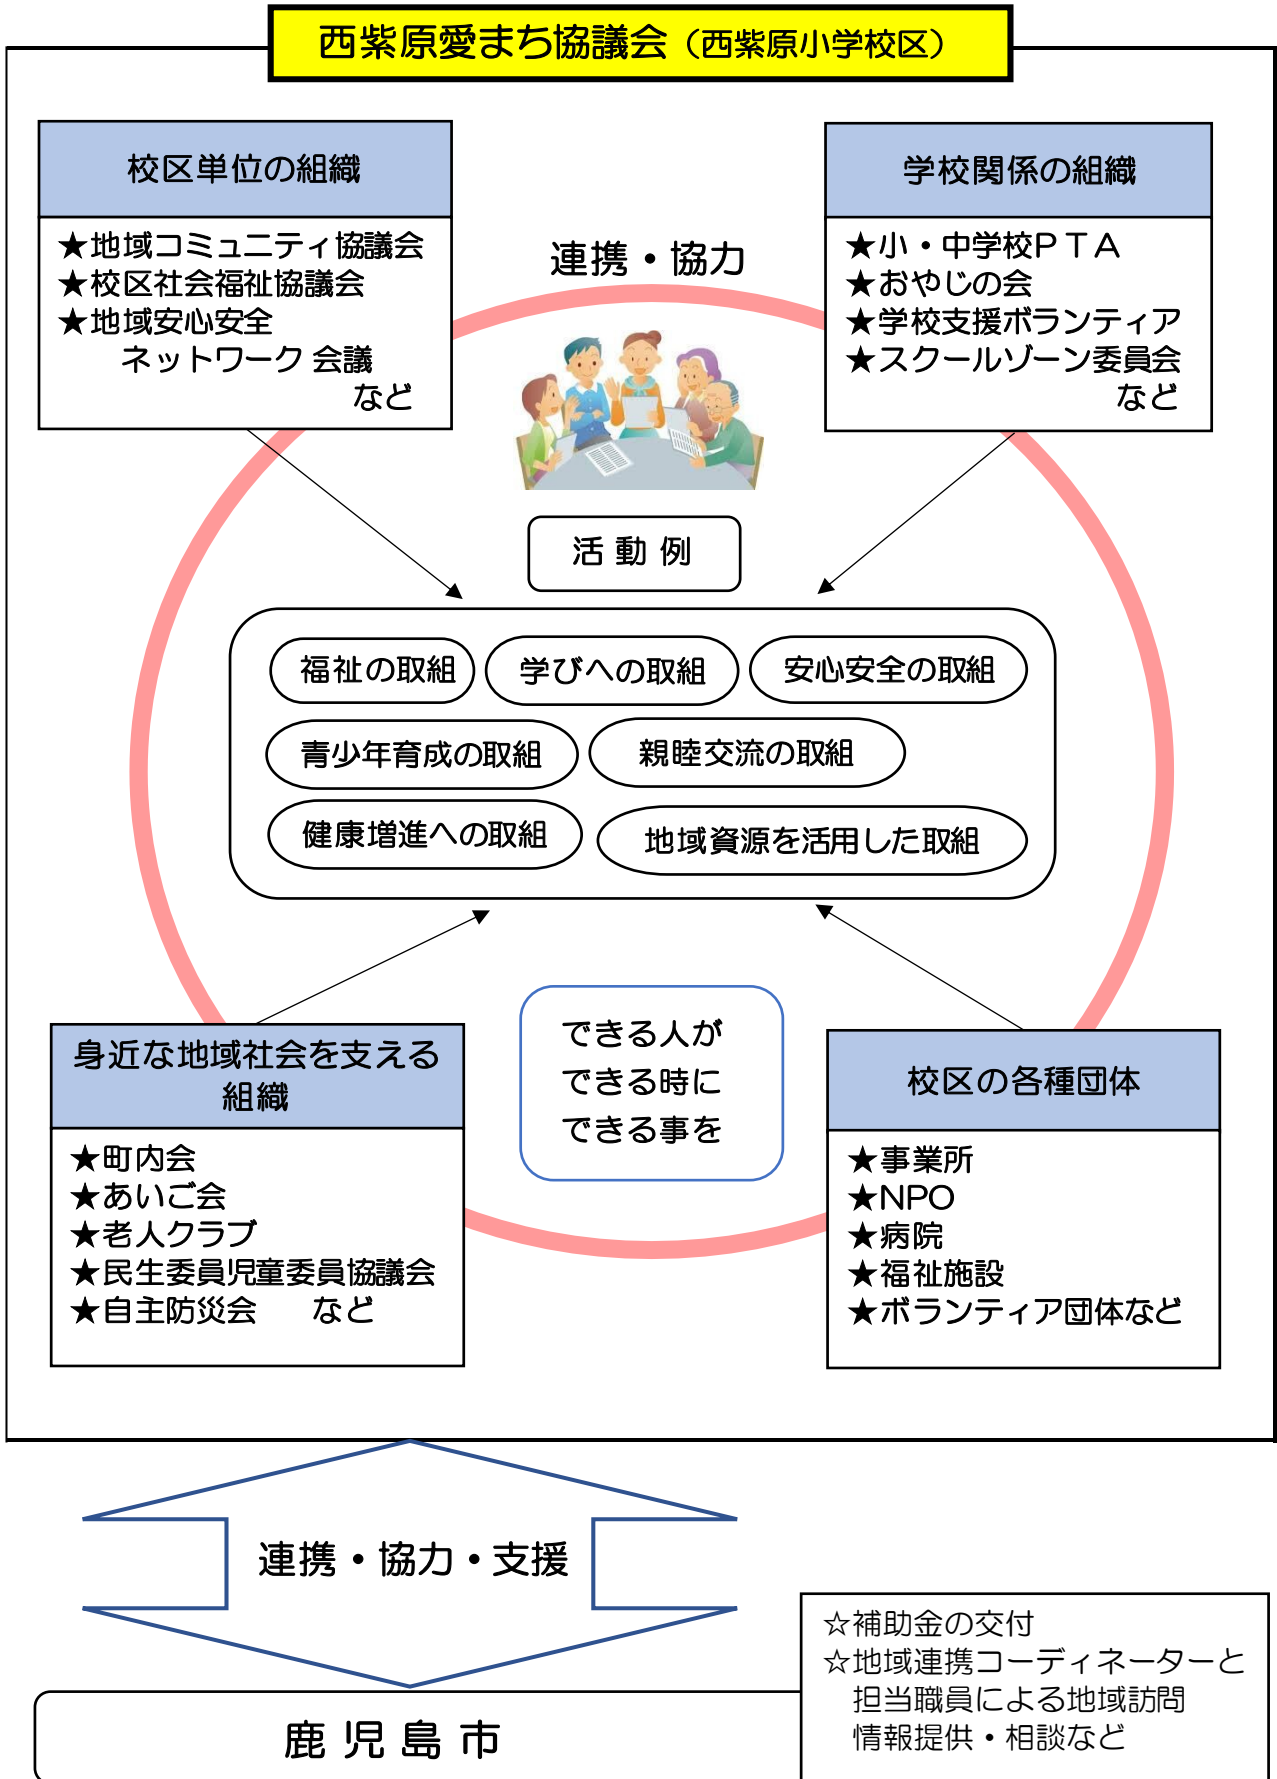 西紫原愛まち協議会（西紫原小学校区）
校区単位の組織
★地域コミュニティ協議会
★校区社会福祉協議会
★地域安心安全
ネットワーク 会議
など
連携・協力
学校関係の組織
★小・中学校ＰＴＡ
★おやじの会
★学校支援ボランティア
★スクールゾーン委員会
など
活 動 例
福祉の取組
学びへの取組
安心安全の取組
青少年育成の取組
親睦交流の取組
健康増進への取組
地域資源を活用した取組
身近な地域社会を支える
組織
★町内会
★あいご会
★老人クラブ
★民生委員児童委員協議会
★自主防災会　　など
できる人が
できる時に
できる事を
校区の各種団体
★事業所
★NPO
★病院
★福祉施設
★ボランティア団体など
連携・協力・支援
鹿 児 島 市
☆補助金の交付
☆地域連携コーディネーターと
担当職員による地域訪問
情報提供・相談など